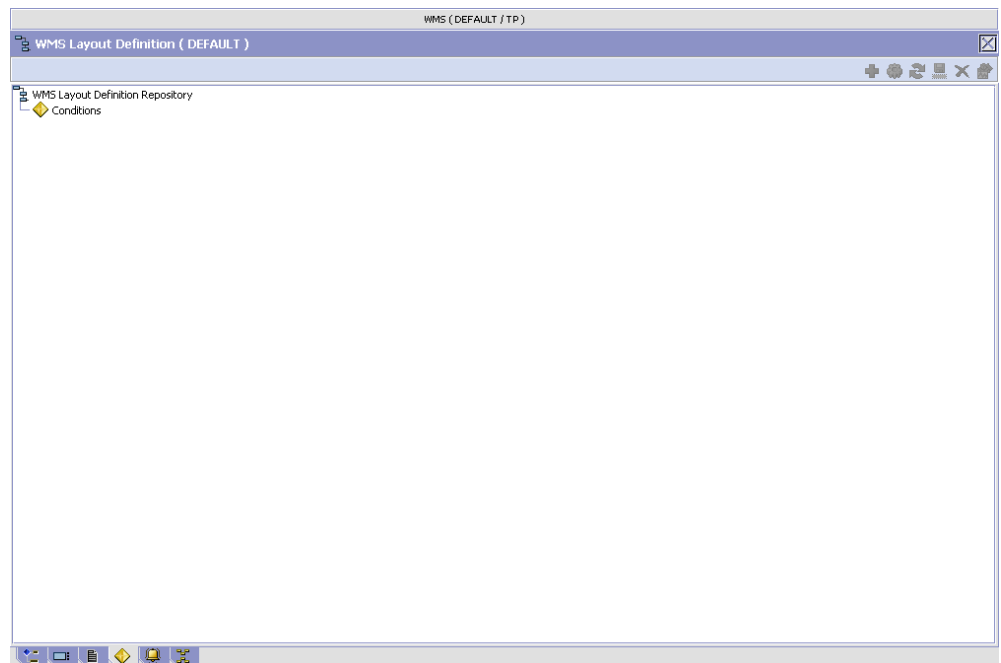 WMS ( DEFAULT / TP )
WMS Layout Definition ( DEFAULT )
WMS Layout Definition Repository
Conditions